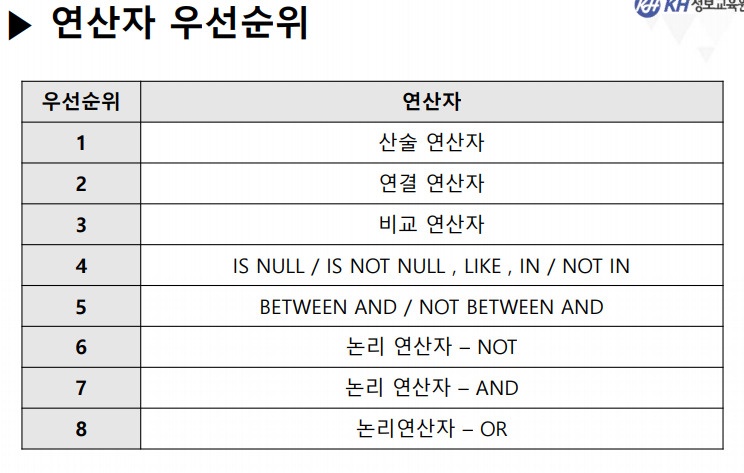 ▶ 연산자 우선순위
KH 정보교육원
우선순위 연산자
1 산술 연산자
2 연결 연산자
3 비교 연산자
4 IS NULL / IS NOT NULL , LIKE , IN / NOT IN
5 BETWEEN AND / NOT BETWEEN AND
6 논리 연산자 – NOT
7 논리 연산자 – AND
8 논리연산자 – OR